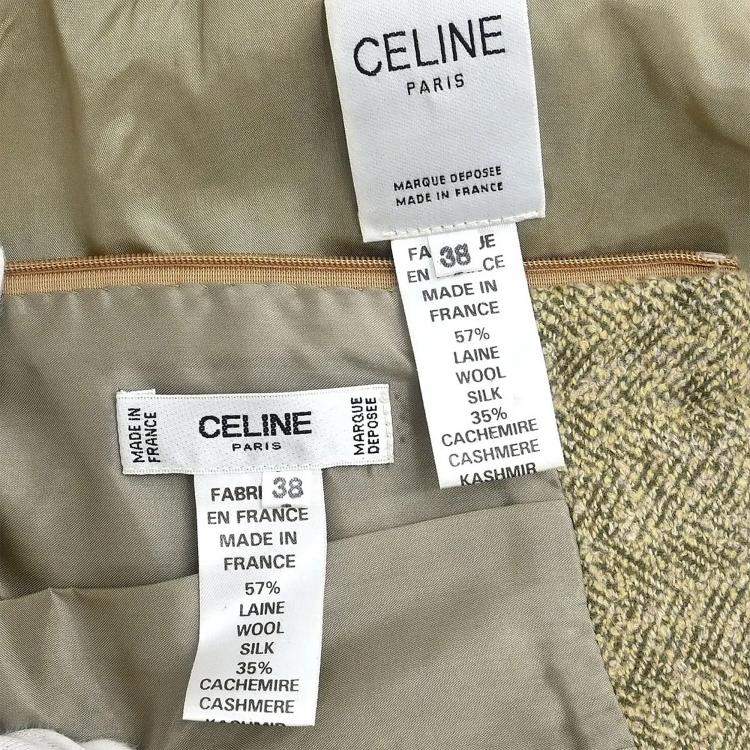 CELINE
PARIS
MARQUE DEPOSEE
MADE IN FRANCE
38
EN
MADE IN
FRANCE
57%
LAINE
WOOL
SILK
35%
CACHEMIRE
CASHMERE
KASHMIR
MADE IN
FRANCE
CELINE
PARIS
MARQUE
DEPOSEE
38
EN FRANCE
MADE IN
FRANCE
57%
LAINE
WOOL
SILK
35%
CACHEMIRE
CASHMERE
KASHMIR